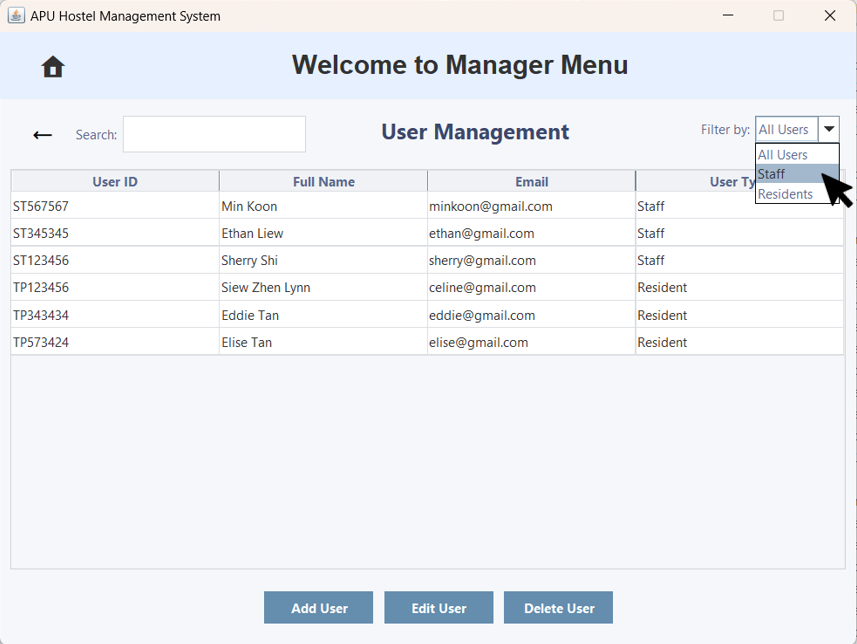 APU Hostel Management System
Welcome to Manager Menu
Search:
User Management
Filter by: All Users
All Users
Staff
Residents
User ID Full Name Email User Ty
ST567567 Min Koon minkoon@gmail.com Staff
ST345345 Ethan Liew ethan@gmail.com Staff
ST123456 Sherry Shi sherry@gmail.com Staff
TP123456 Siew Zhen Lynn celine@gmail.com Resident
TP343434 Eddie Tan eddie@gmail.com Resident
TP573424 Elise Tan elise@gmail.com Resident
Add User Edit User Delete User